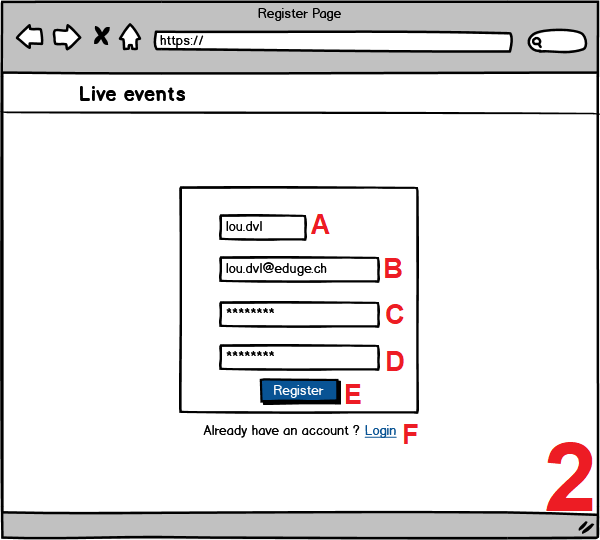 Register Page
https://
Live events
lou.dvl A
lou.dvl@eduge.ch B
******** C
******** D
Register E
Already have an account ? Login F
2